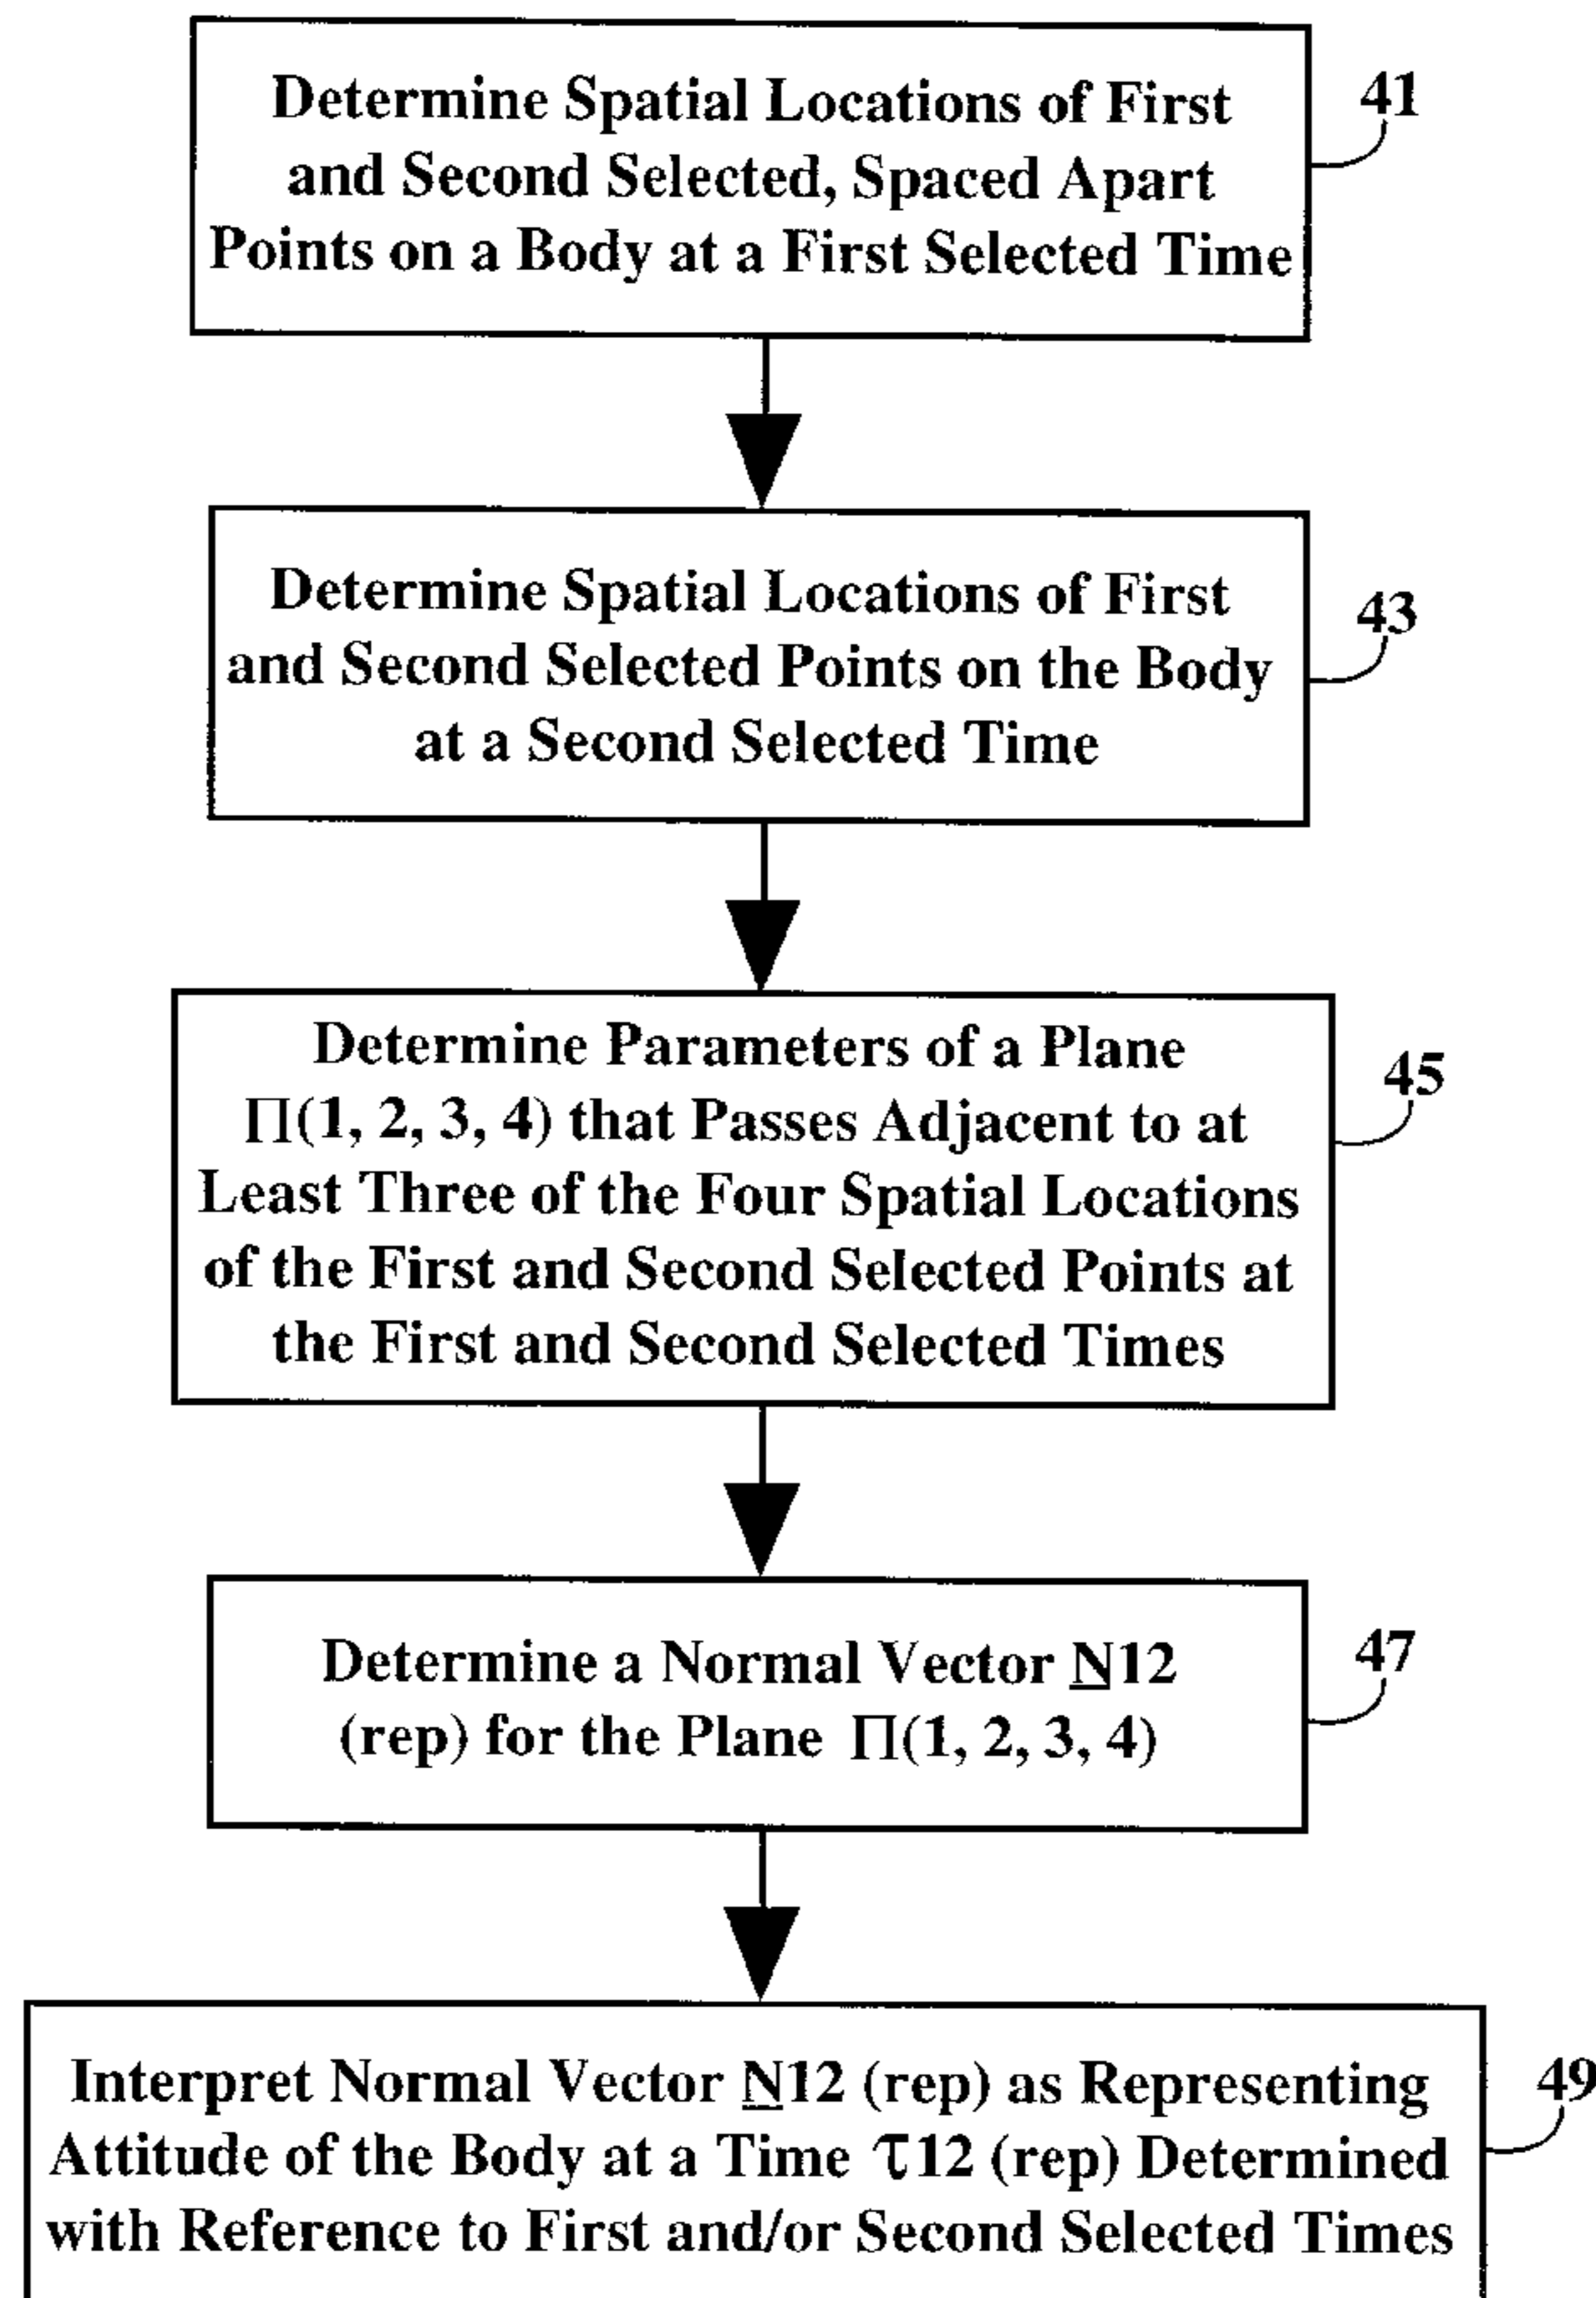 Determine Spatial Locations of First
and Second Selected, Spaced Apart
Points on a Body at a First Selected Time
41
Determine Spatial Locations of First
and Second Selected Points on the Body
at a Second Selected Time
43
Determine Parameters of a Plane
Π(1, 2, 3, 4) that Passes Adjacent to at
Least Three of the Four Spatial Locations
of the First and Second Selected Points at
the First and Second Selected Times
45
Determine a Normal Vector N12
(rep) for the Plane Π(1, 2, 3, 4)
47
Interpret Normal Vector N12 (rep) as Representing
Attitude of the Body at a Time τ12 (rep) Determined
with Reference to First and/or Second Selected Times
49